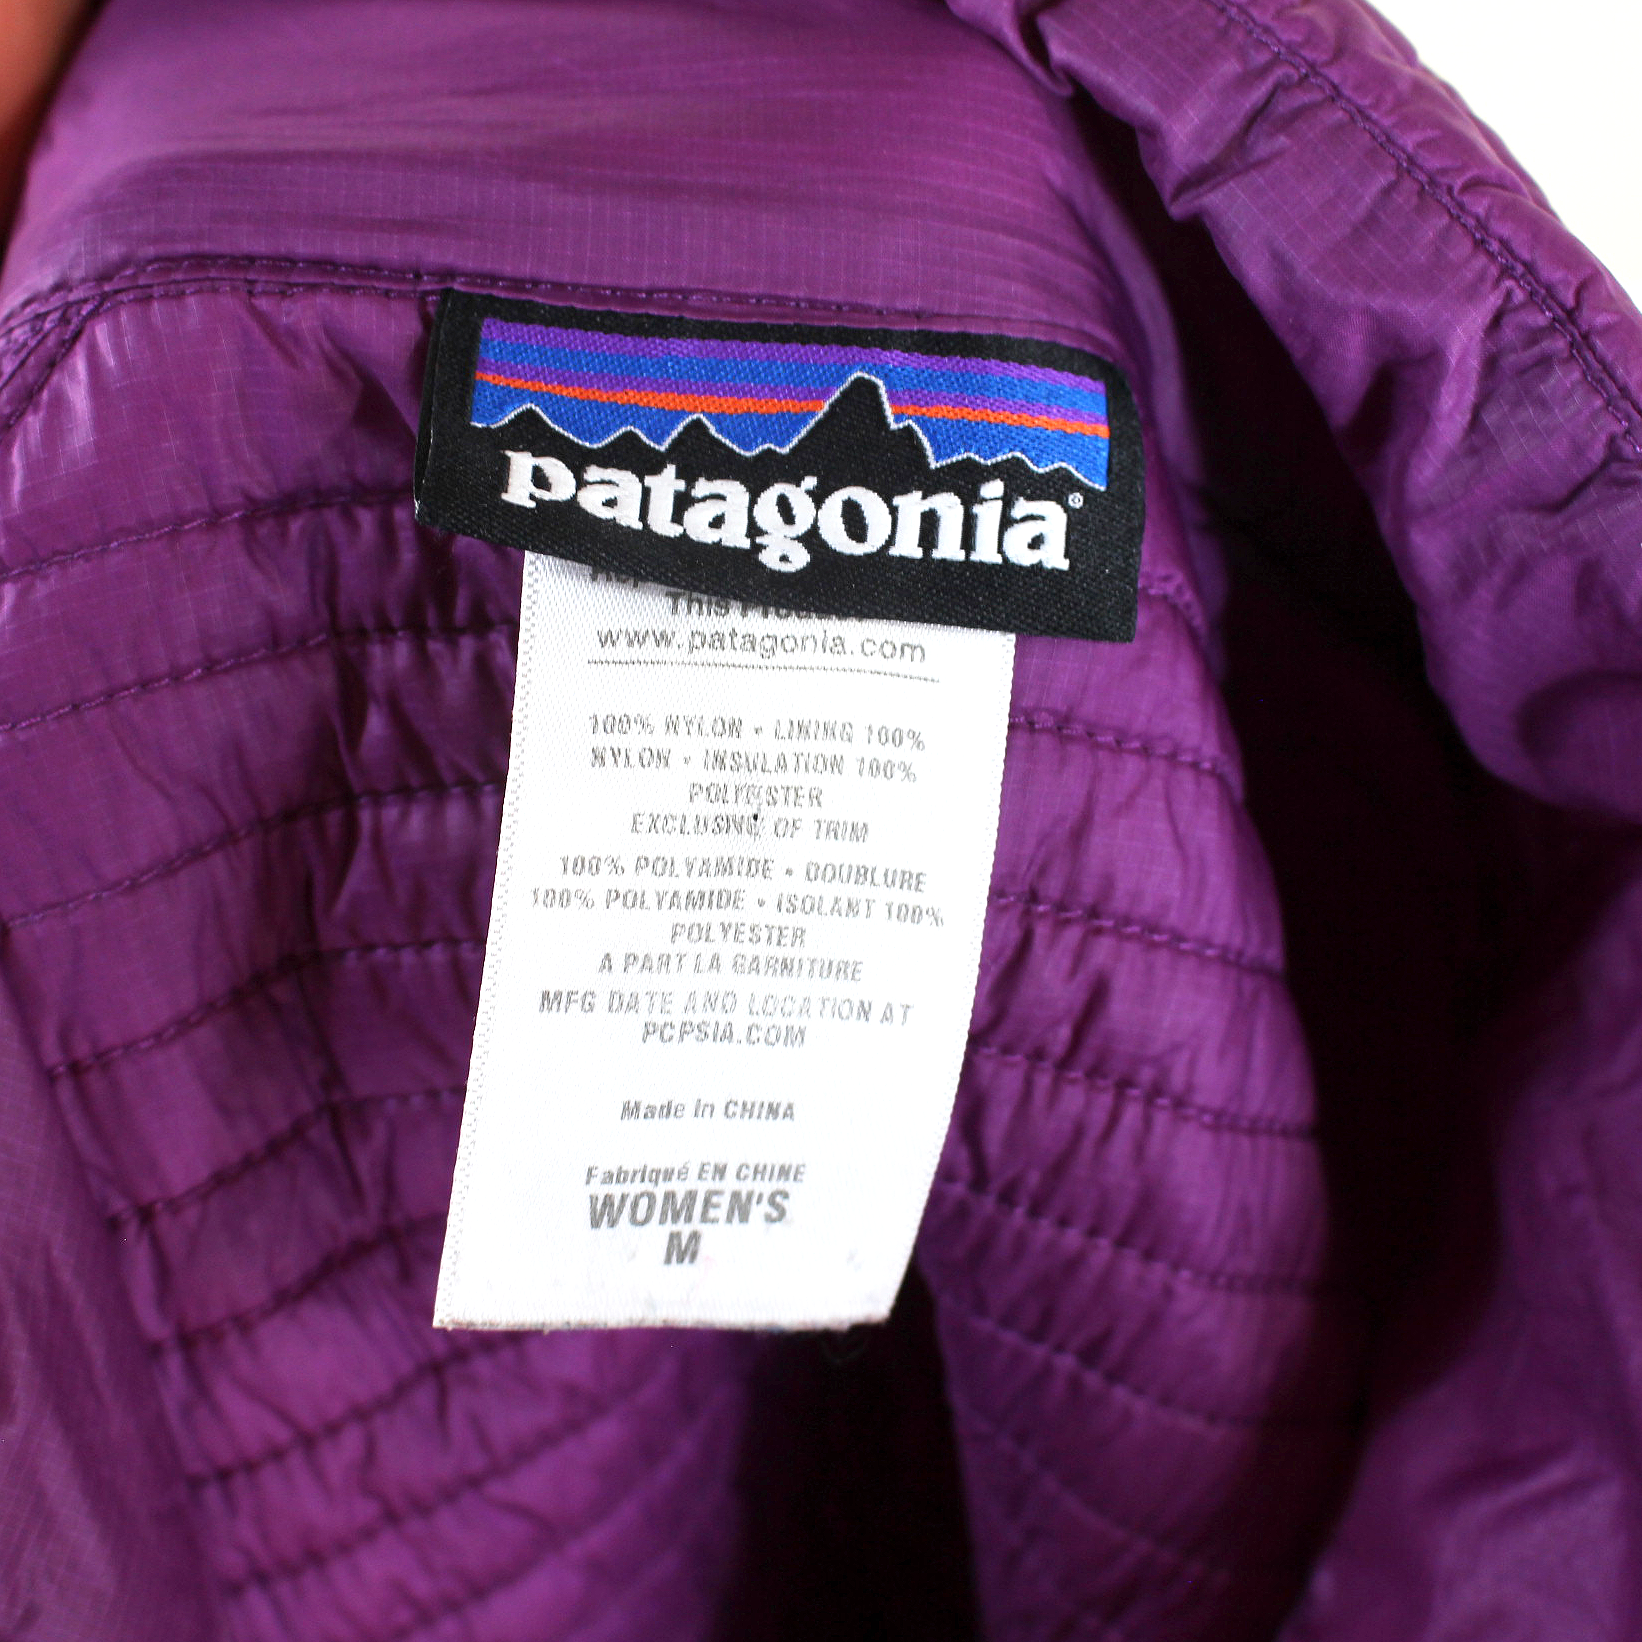 patagonia®
This
www.patagonia.com
100% NYLON • LINING 100%
NYLON • INSULATION 100%
POLYESTER
EXCLUSIVE OF TRIM
100% POLYAMIDE • DOUBLURE
100% POLYAMIDE • ISOLANT 100%
POLYESTER
A PART LA GARNITURE
MFG DATE AND LOCATION AT
PCPSIA.COM
Made in CHINA
Fabriqué EN CHINE
WOMEN'S
M